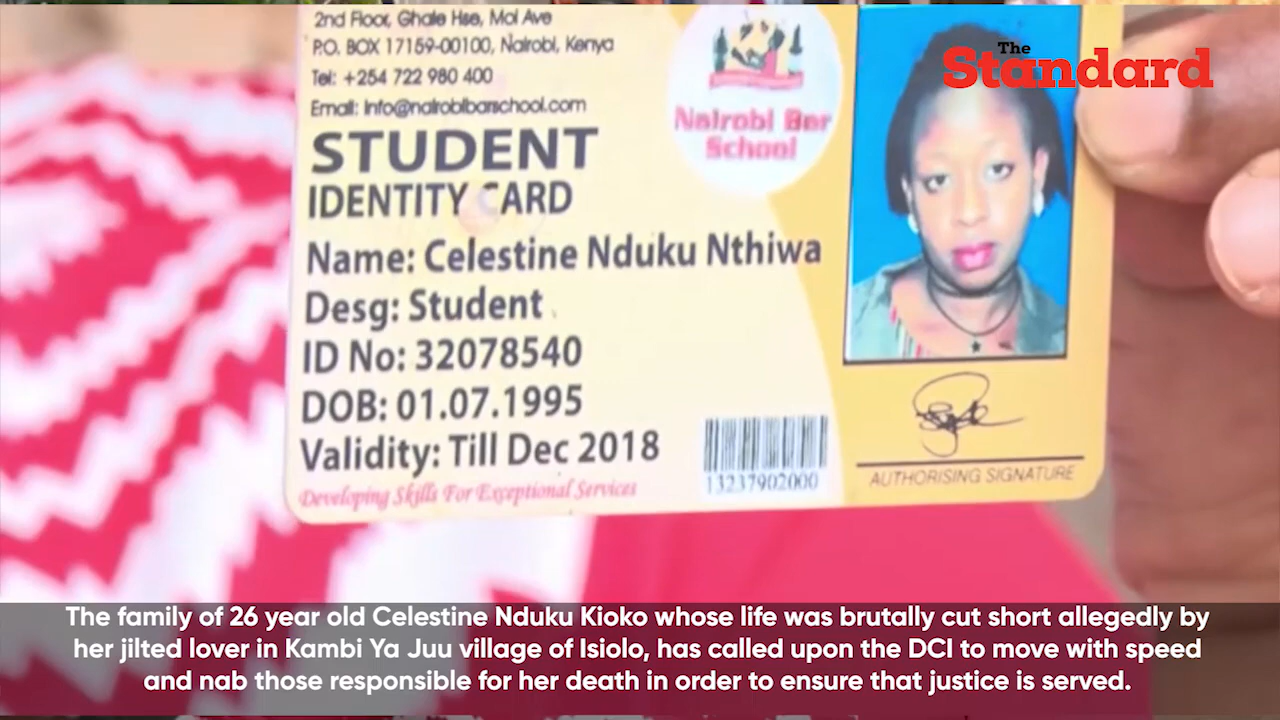 2nd Floor, Ghale Hse, Moi Ave
P.O. BOX 17159-00100, Nairobi, Kenya
Tel: +254 722 980 400
Email: info@nairobibarschool.com
STUDENT
IDENTITY CARD
Name: Celestine Nduku Nthiwa
Desg: Student
ID No: 32078540
DOB: 01.07.1995
Validity: Till Dec 2018
Developing Skills For Exceptional Services
Nairobi Bar
School
13237902000
AUTHORISING SIGNATURE
The
Standard
The family of 26 year old Celestine Nduku Kioko whose life was brutally cut short allegedly by
her jilted lover in Kambi Ya Juu village of Isiolo, has called upon the DCI to move with speed
and nab those responsible for her death in order to ensure that justice is served.